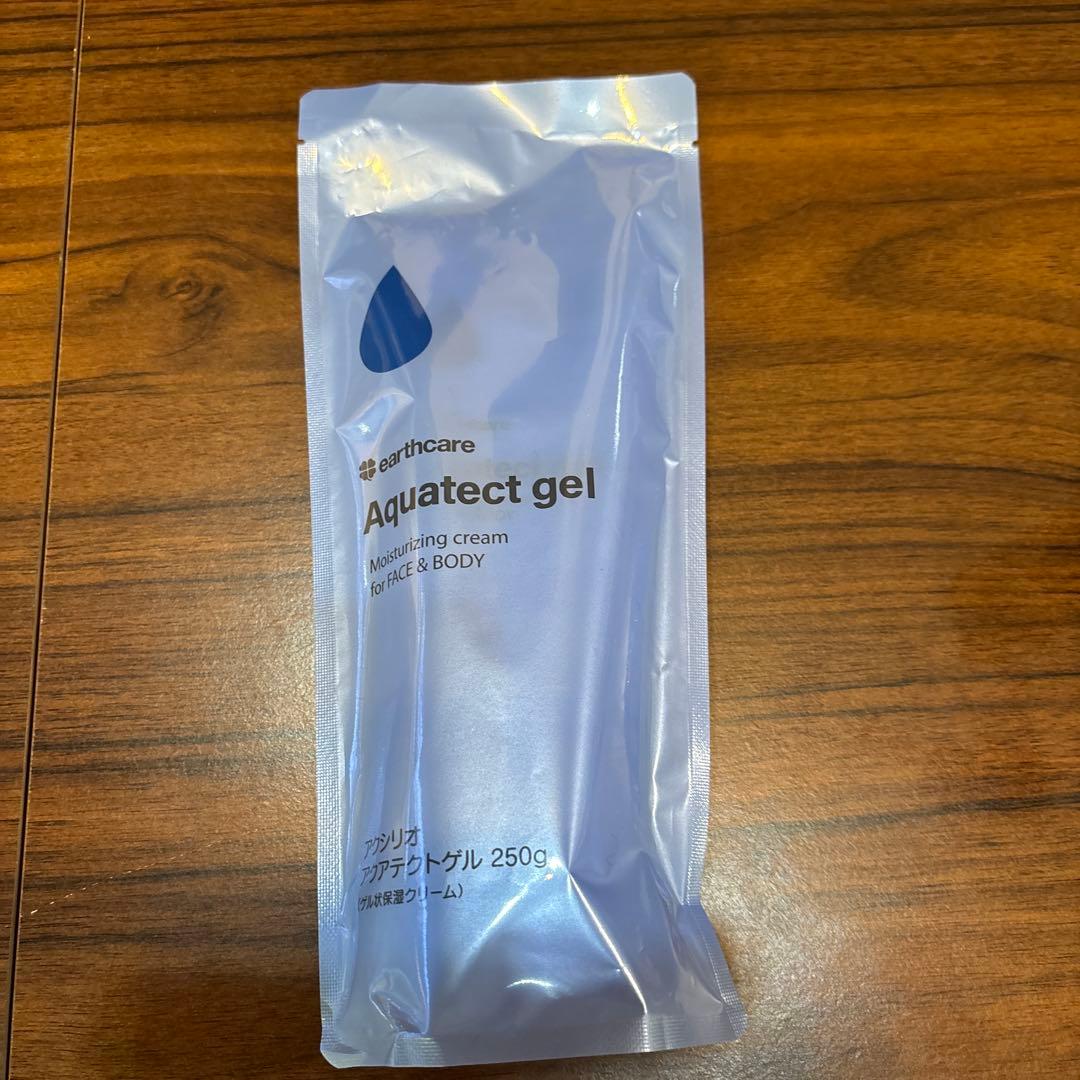 earthcare
Aquatect gel
Moisturizing cream
for FACE & BODY
アクシリオ
アクアテクトゲル 250g
(ゲル状保湿クリーム)